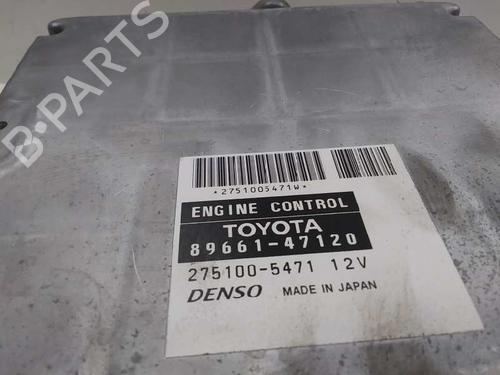 B-PARTS
*2751005471W*
ENGINE CONTROL
TOYOTA
89661-47120
275100-5471 12V
DENSO MADE IN JAPAN